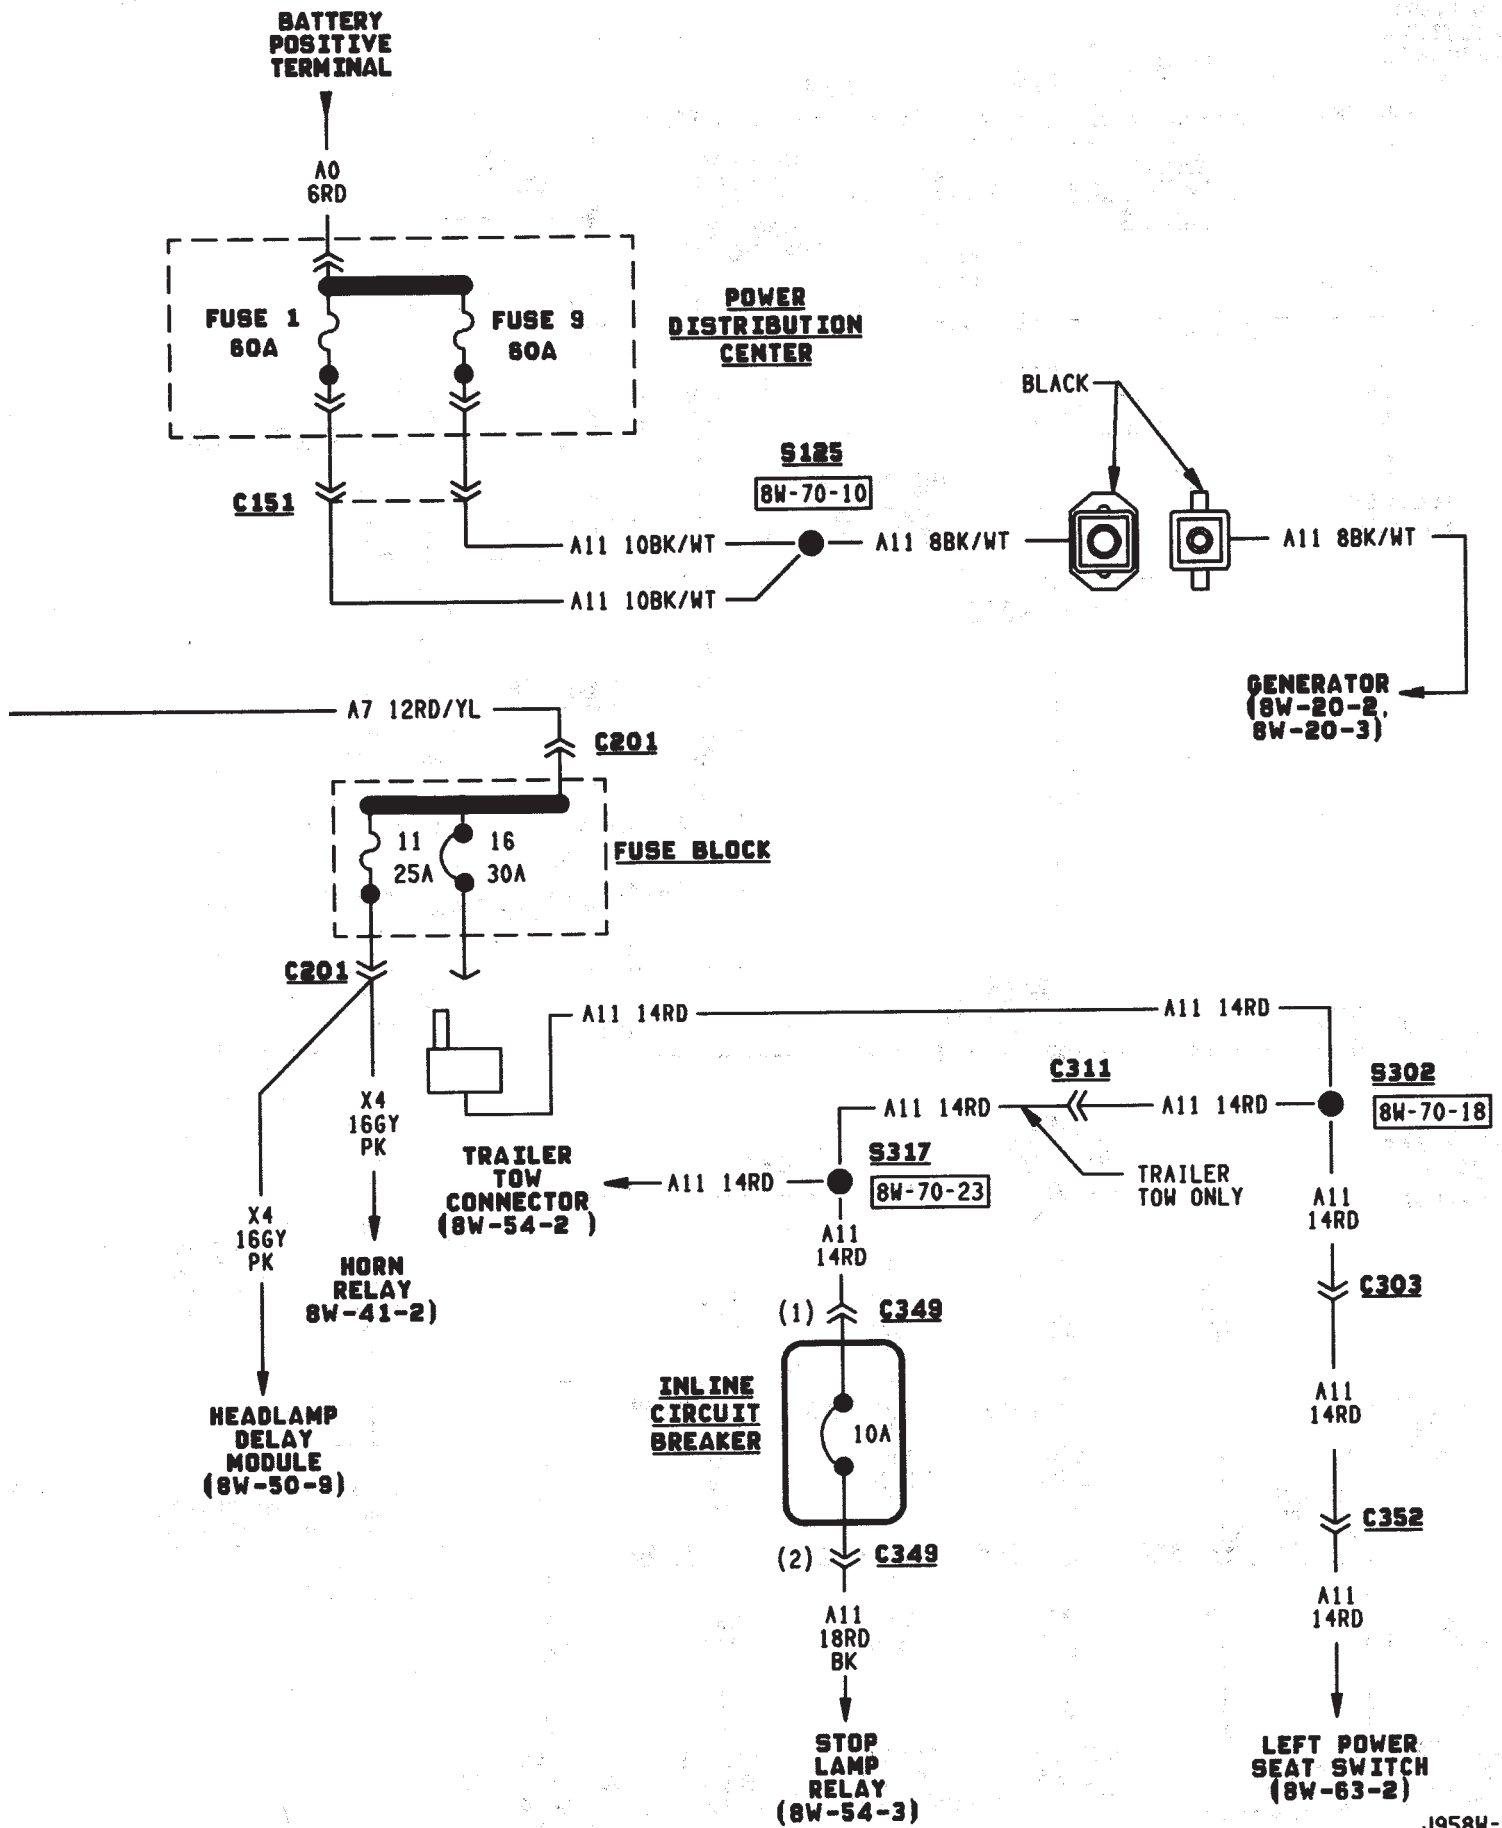 BATTERY
POSITIVE
TERMINAL
A0
6RD
FUSE 1
60A
FUSE 9
60A
POWER
DISTRIBUTION
CENTER
BLACK
S125
8W-70-10
C151
A11 10BK/WT
A11 8BK/WT
A11 8BK/WT
A11 10BK/WT
GENERATOR
(8W-20-2,
8W-20-3)
A7 12RD/YL
C201
11
25A
16
30A
FUSE BLOCK
C201
A11 14RD
A11 14RD
C311
S302
8W-70-18
A11 14RD
A11 14RD
X4
16GY
PK
TRAILER
TOW
CONNECTOR
(8W-54-2 )
A11 14RD
S317
8W-70-23
TRAILER
TOW ONLY
A11
14RD
X4
16GY
PK
A11
14RD
HORN
RELAY
8W-41-2)
(1)
C349
C303
INLINE
CIRCUIT
BREAKER
10A
A11
14RD
HEADLAMP
DELAY
MODULE
(8W-50-9)
C352
(2)
C349
A11
18RD
BK
A11
14RD
STOP
LAMP
RELAY
(8W-54-3)
LEFT POWER
SEAT SWITCH
(8W-63-2)
J958W-